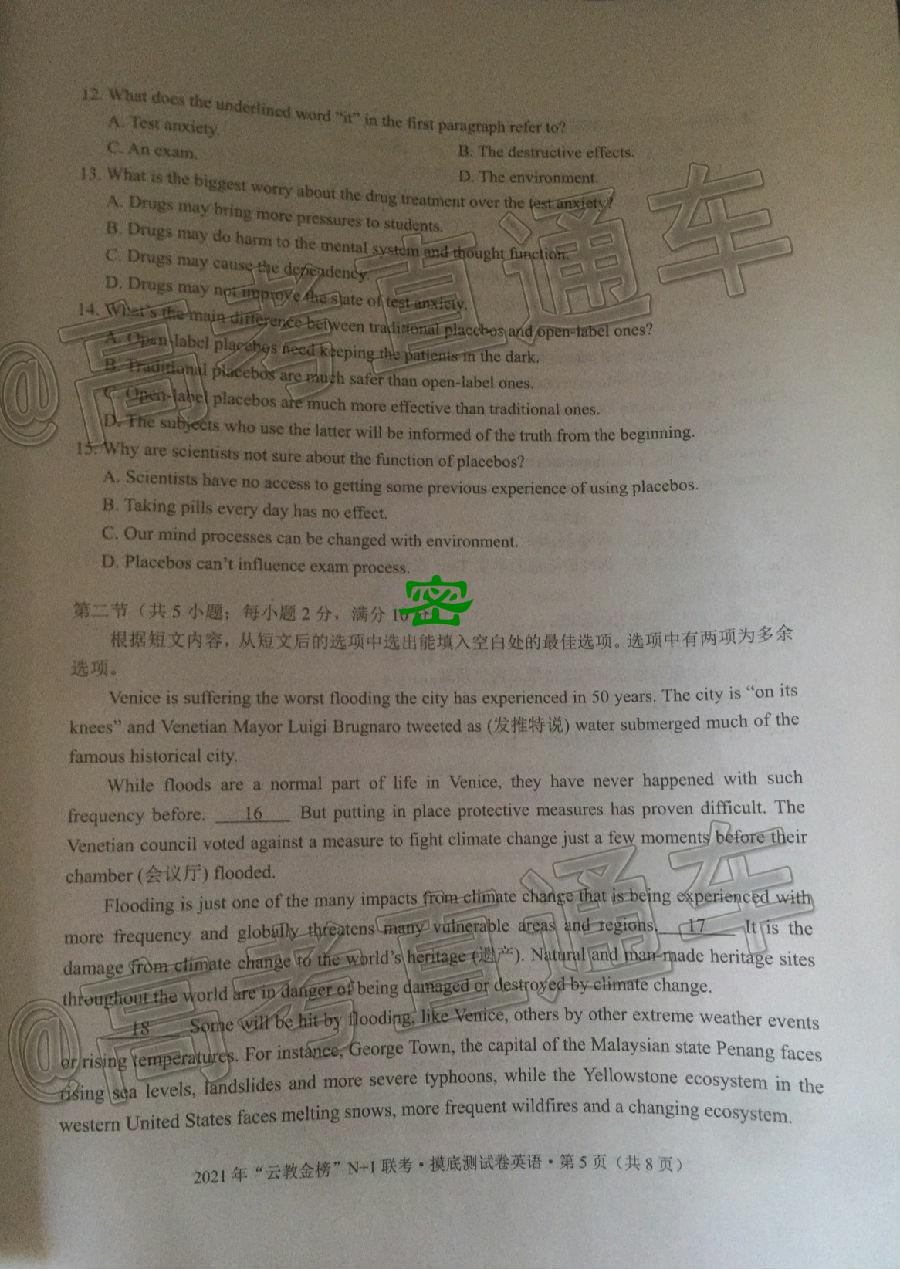 12. What does the underlined word “it” in the first paragraph refer to?
A. Test anxiety.
B. The destructive effects.
C. An exam.
D. The environment.
13. What is the biggest worry about the drug treatment over the test anxiety?
A. Drugs may bring more pressures to students.
B. Drugs may do harm to the mental system and thought function.
C. Drugs may cause the dependency.
D. Drugs may not improve the state of test anxiety.
14. What's the main difference between traditional placebos and open-label ones?
A. Open-label placebos need keeping the patients in the dark.
B. Traditional placebos are much safer than open-label ones.
C. Open-label placebos are much more effective than traditional ones.
D. The subjects who use the latter will be informed of the truth from the beginning.
15. Why are scientists not sure about the function of placebos?
A. Scientists have no access to getting some previous experience of using placebos.
B. Taking pills every day has no effect.
C. Our mind processes can be changed with environment.
D. Placebos can't influence exam process.
密
第二节（共 5 小题；每小题 2 分，满分 10 分）
根据短文内容，从短文后的选项中选出能填入空白处的最佳选项。选项中有两项为多余
选项。
Venice is suffering the worst flooding the city has experienced in 50 years. The city is “on its
knees” and Venetian Mayor Luigi Brugnaro tweeted as (发推特说) water submerged much of the
famous historical city.
While floods are a normal part of life in Venice, they have never happened with such
frequency before. 16 But putting in place protective measures has proven difficult. The
Venetian council voted against a measure to fight climate change just a few moments before their
chamber (会议厅) flooded.
Flooding is just one of the many impacts from climate change that is being experienced with
more frequency and globally threatens many vulnerable areas and regions. 17 It is the
damage from climate change to the world's heritage (遗产). Natural and man-made heritage sites
throughout the world are in danger of being damaged or destroyed by climate change.
18 Some will be hit by flooding, like Venice, others by other extreme weather events
or rising temperatures. For instance, George Town, the capital of the Malaysian state Penang faces
rising sea levels, landslides and more severe typhoons, while the Yellowstone ecosystem in the
western United States faces melting snows, more frequent wildfires and a changing ecosystem.
2021 年“云教金榜”N+1 联考·摸底测试卷英语·第 5 页（共 8 页）
@高考直通车
@高考直通车